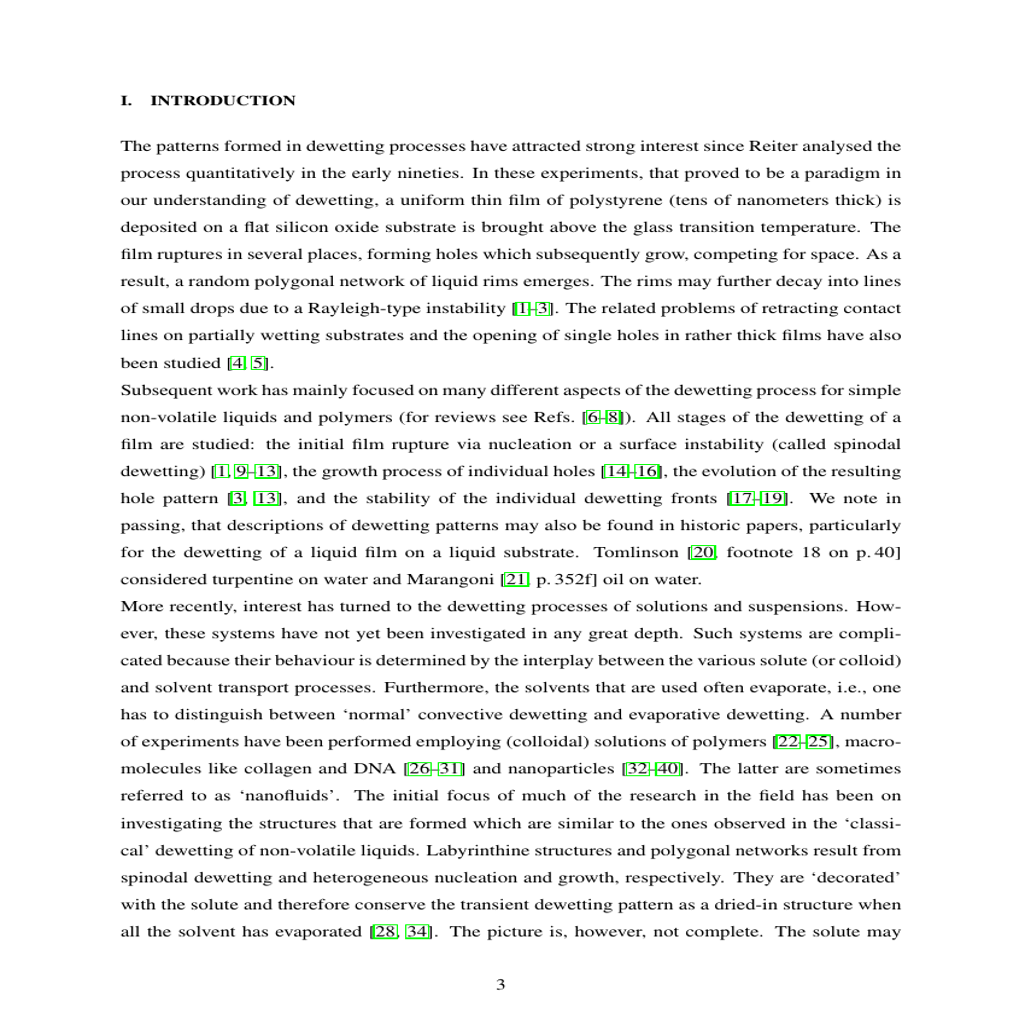 I. INTRODUCTION
The patterns formed in dewetting processes have attracted strong interest since Reiter analysed the
process quantitatively in the early nineties. In these experiments, that proved to be a paradigm in
our understanding of dewetting, a uniform thin film of polystyrene (tens of nanometers thick) is
deposited on a flat silicon oxide substrate is brought above the glass transition temperature. The
film ruptures in several places, forming holes which subsequently grow, competing for space. As a
result, a random polygonal network of liquid rims emerges. The rims may further decay into lines
of small drops due to a Rayleigh-type instability [1–3]. The related problems of retracting contact
lines on partially wetting substrates and the opening of single holes in rather thick films have also
been studied [4, 5].
Subsequent work has mainly focused on many different aspects of the dewetting process for simple
non-volatile liquids and polymers (for reviews see Refs. [6–8]). All stages of the dewetting of a
film are studied: the initial film rupture via nucleation or a surface instability (called spinodal
dewetting) [1, 9–13], the growth process of individual holes [14–16], the evolution of the resulting
hole pattern [3, 13], and the stability of the individual dewetting fronts [17–19]. We note in
passing, that descriptions of dewetting patterns may also be found in historic papers, particularly
for the dewetting of a liquid film on a liquid substrate. Tomlinson [20, footnote 18 on p. 40]
considered turpentine on water and Marangoni [21, p. 352f] oil on water.
More recently, interest has turned to the dewetting processes of solutions and suspensions. How-
ever, these systems have not yet been investigated in any great depth. Such systems are compli-
cated because their behaviour is determined by the interplay between the various solute (or colloid)
and solvent transport processes. Furthermore, the solvents that are used often evaporate, i.e., one
has to distinguish between ‘normal’ convective dewetting and evaporative dewetting. A number
of experiments have been performed employing (colloidal) solutions of polymers [22–25], macro-
molecules like collagen and DNA [26–31] and nanoparticles [32–40]. The latter are sometimes
referred to as ‘nanofluids’. The initial focus of much of the research in the field has been on
investigating the structures that are formed which are similar to the ones observed in the ‘classi-
cal’ dewetting of non-volatile liquids. Labyrinthine structures and polygonal networks result from
spinodal dewetting and heterogeneous nucleation and growth, respectively. They are ‘decorated’
with the solute and therefore conserve the transient dewetting pattern as a dried-in structure when
all the solvent has evaporated [28, 34]. The picture is, however, not complete. The solute may
3